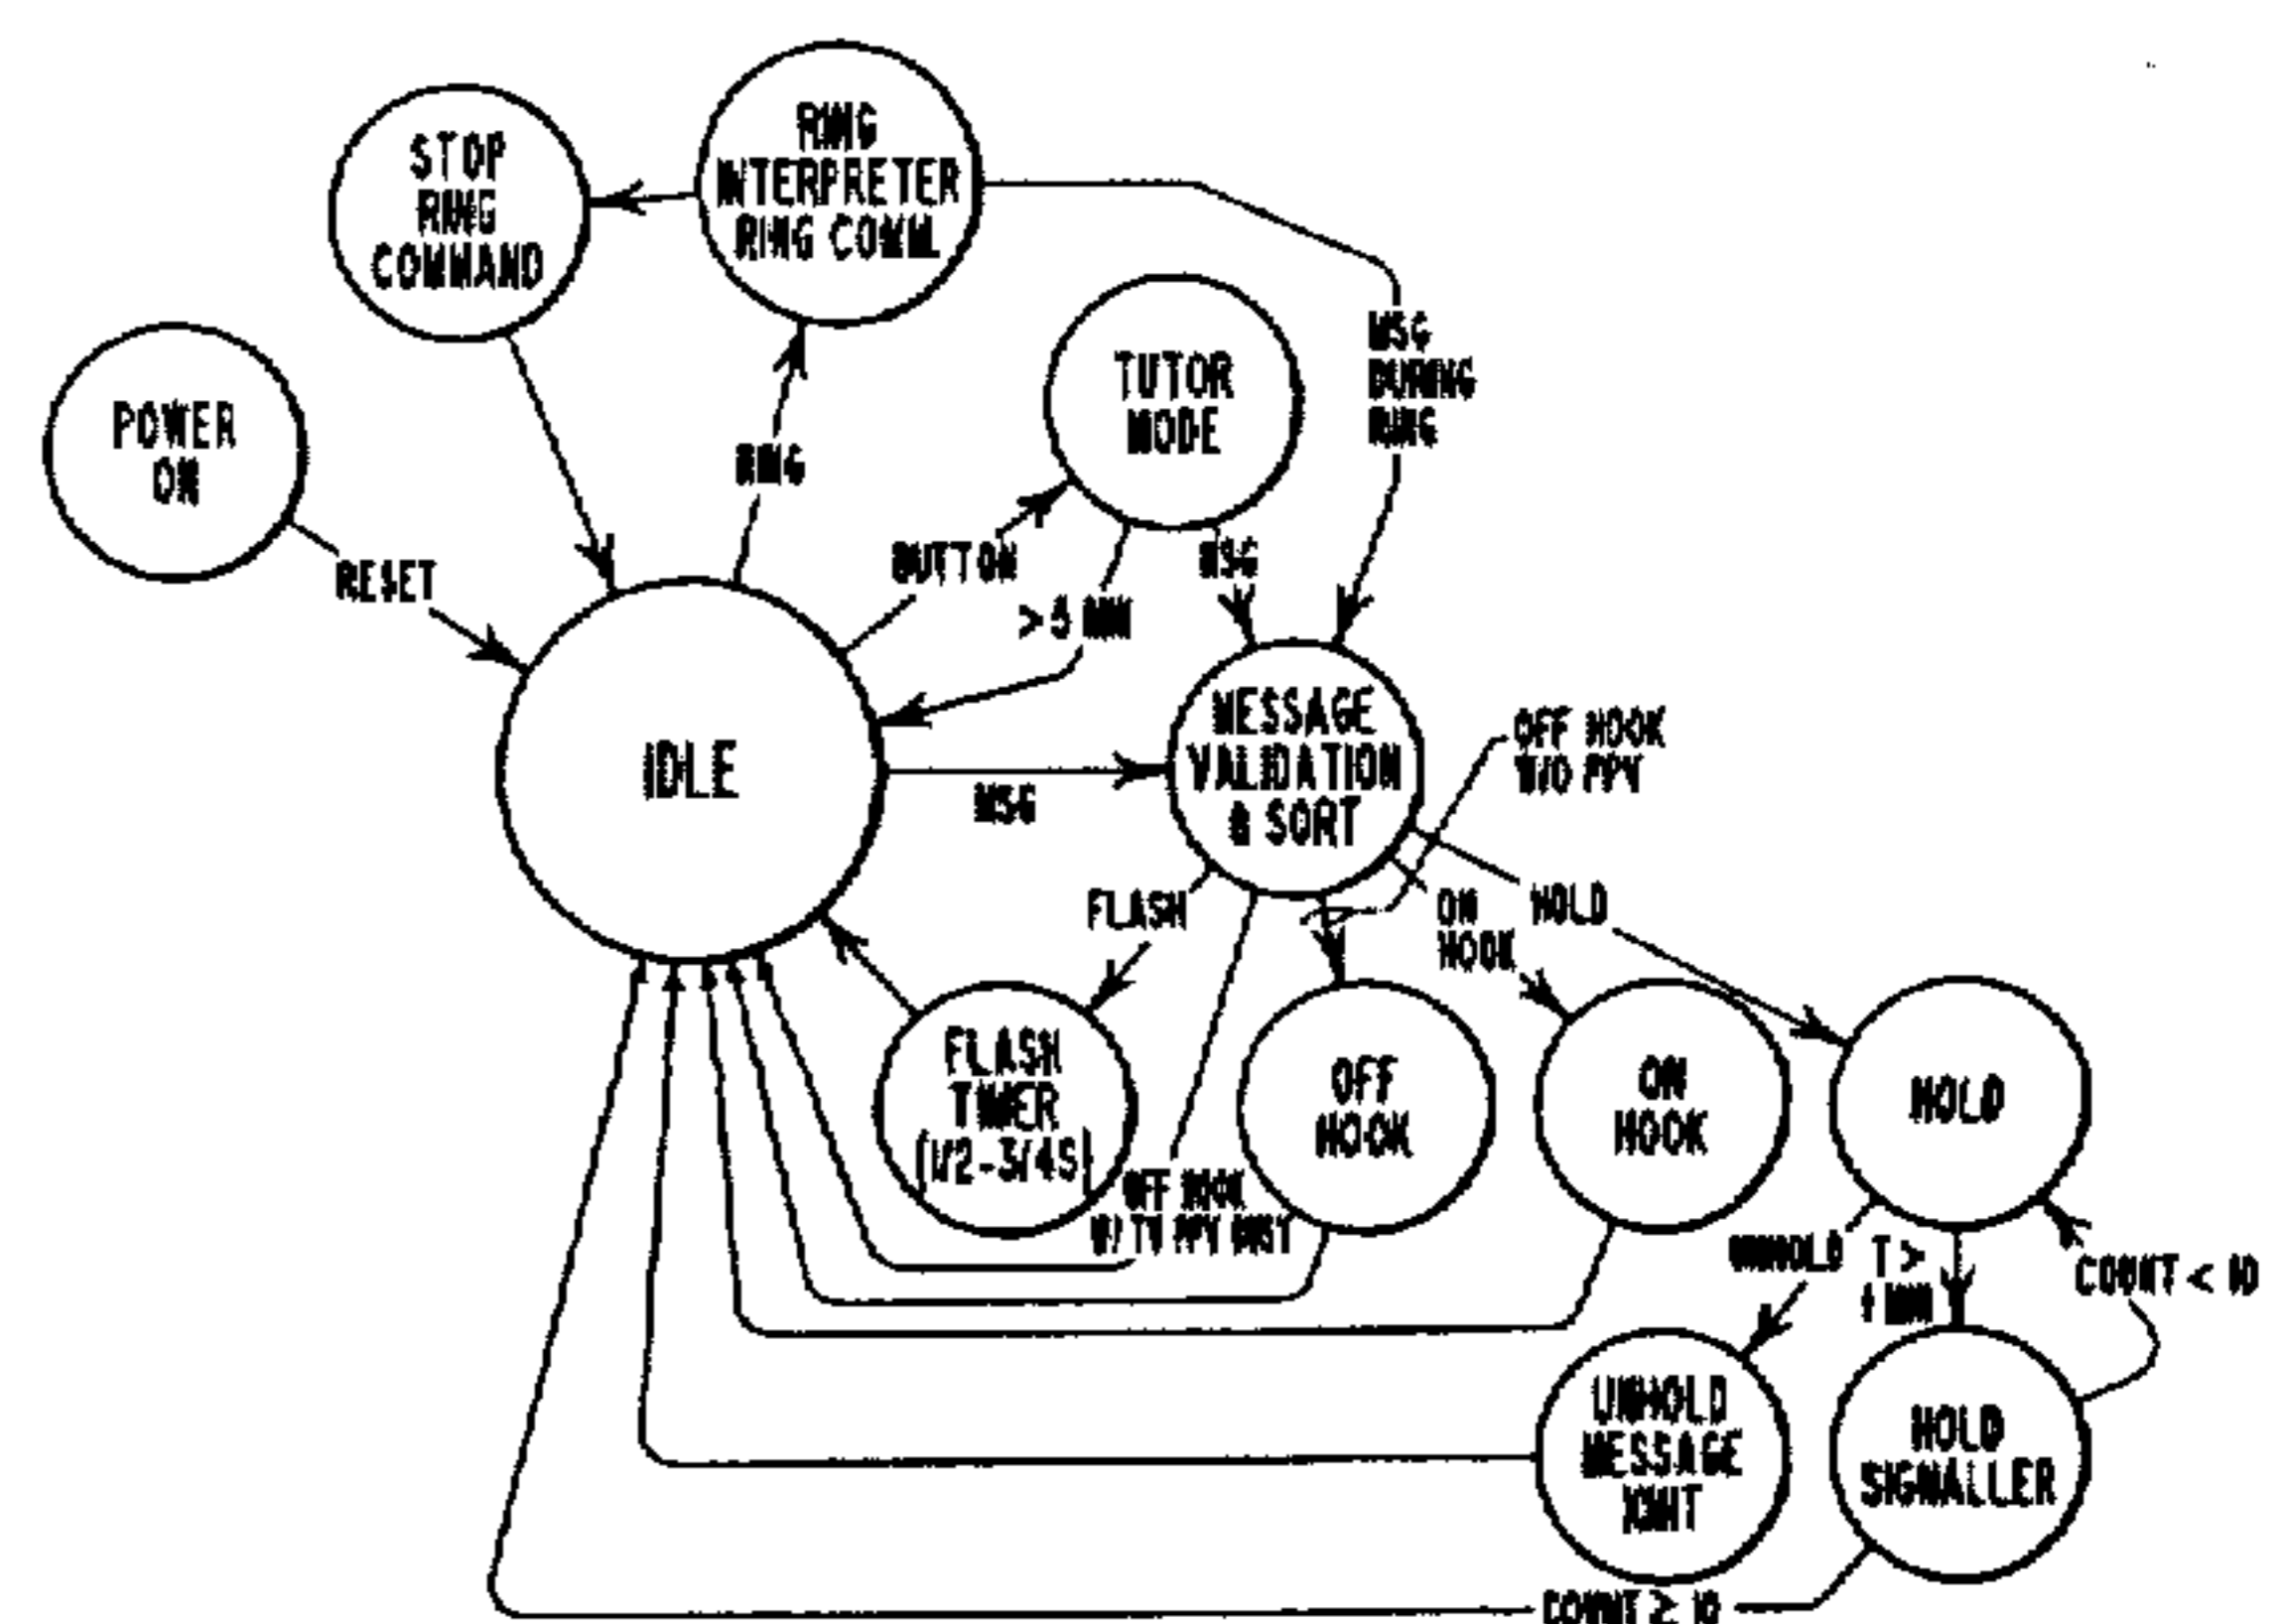 STOP
RING
COMMAND
RING
INTERPRETER
RING COMM.
POWER
ON
RESET
RING
TUTOR
MODE
MSG
DURING
RING
BUTTON
MSG
> 5 MIN
IDLE
MSG
MESSAGE
VALIDATION
& SORT
OFF HOOK
W/O PPV
FLASH
ON
HOOK
HOLD
FLASH
TIMER
(1/2-3/4S)
OFF HOOK
W/ TV PPV
OFF
HOOK
ON
HOOK
HOLD
UNHOLD
T >
MIN
COUNT < 10
UNHOLD
MESSAGE
XMIT
HOLD
SIGNALLER
COUNT ≥ 10